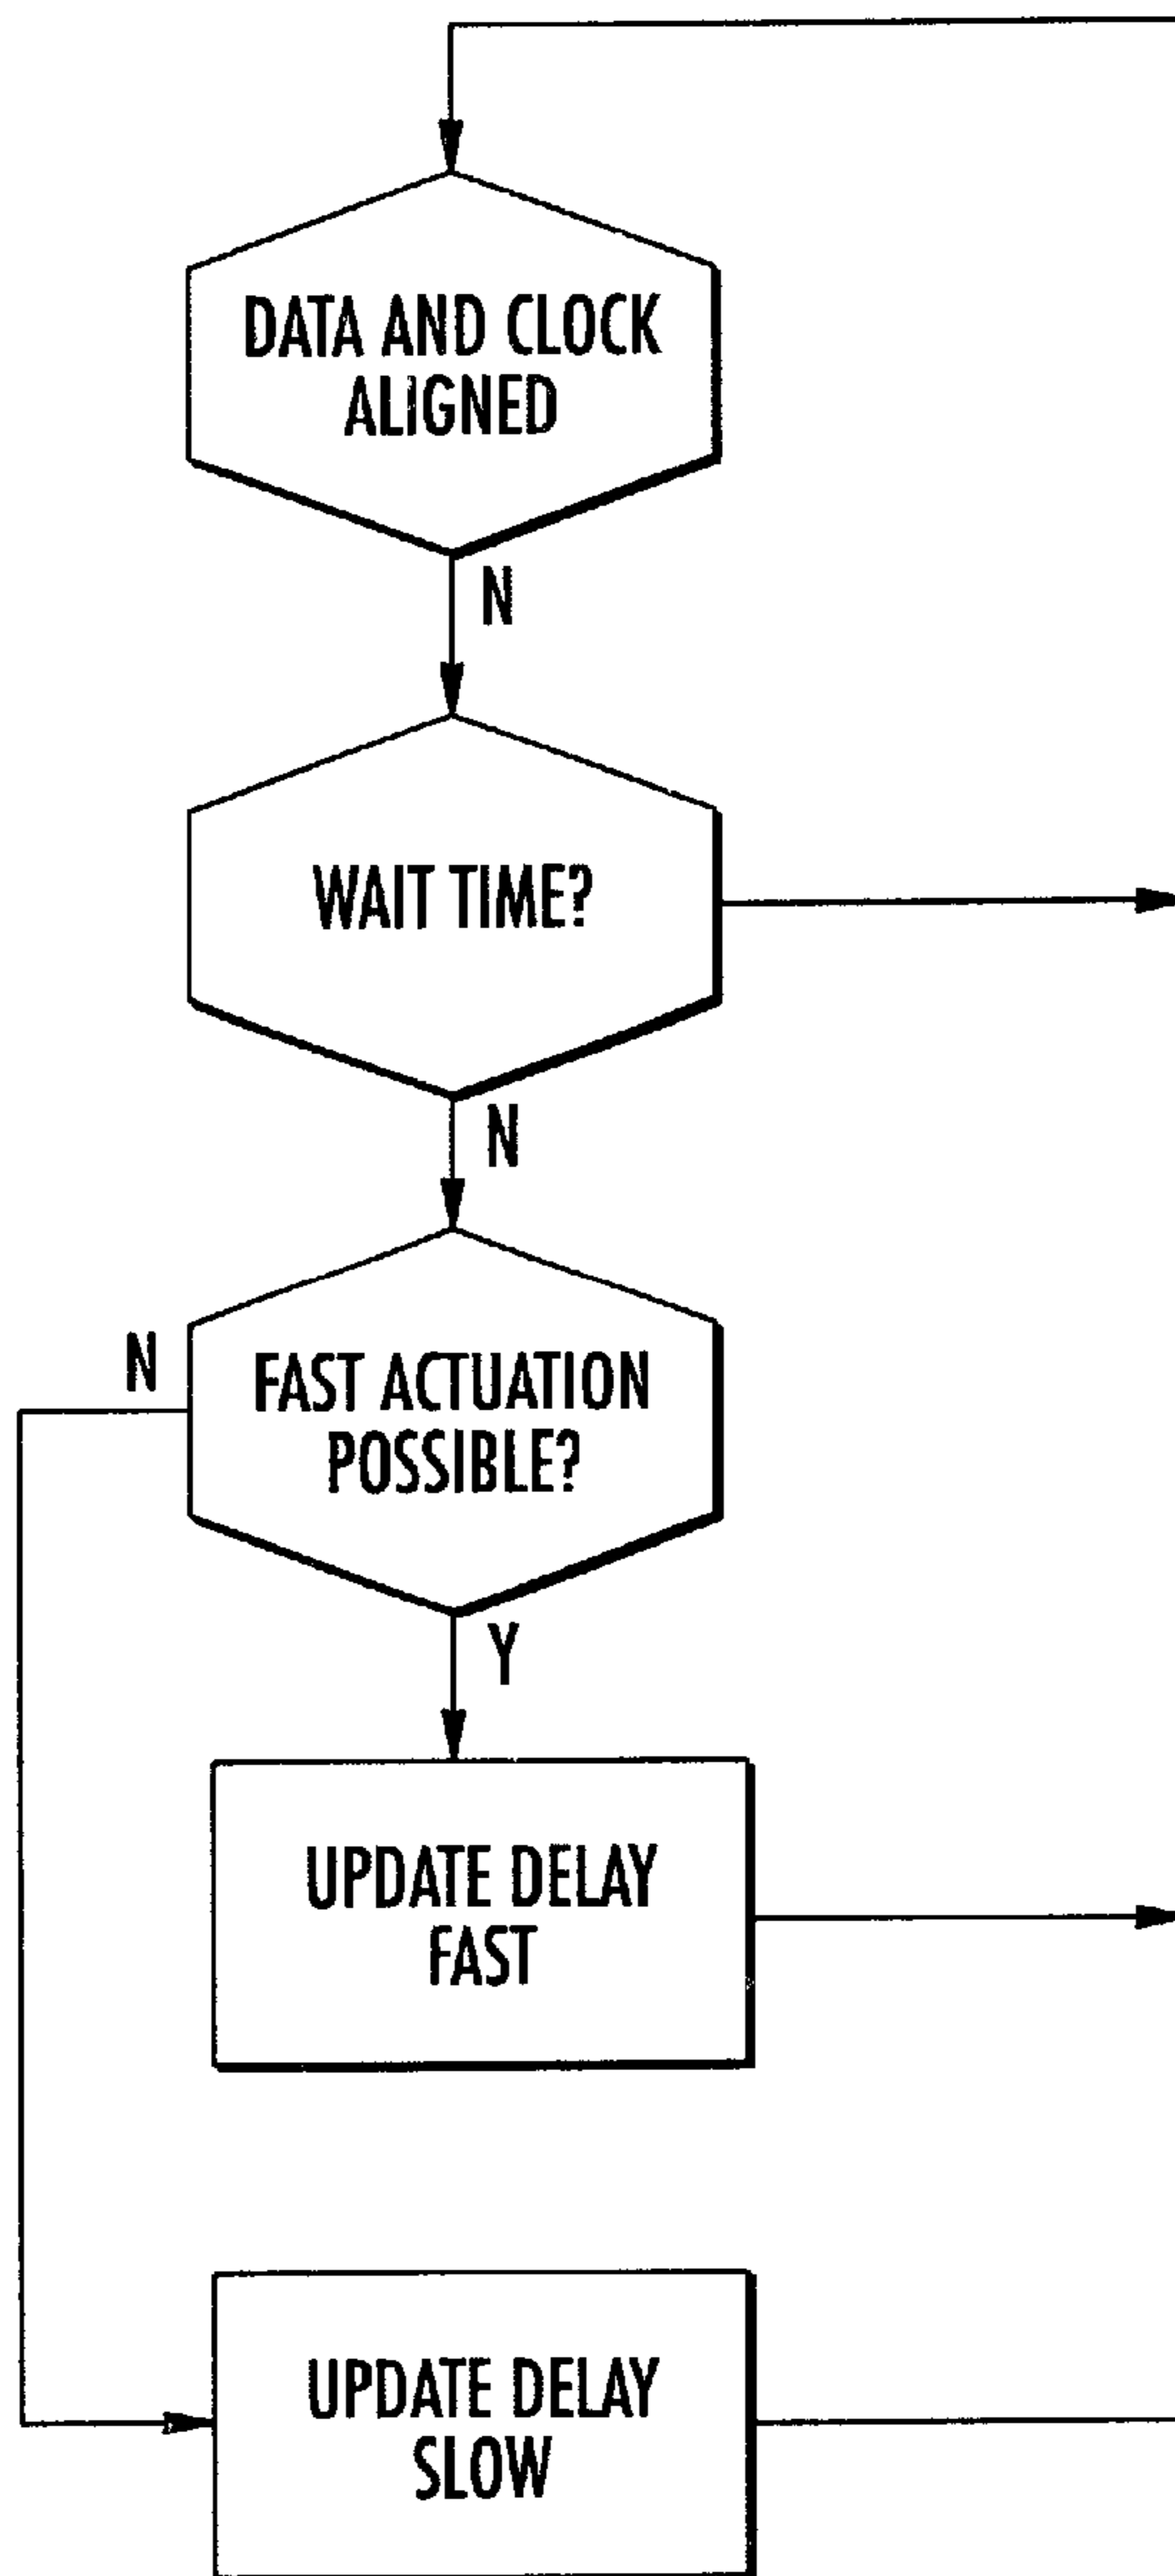 DATA AND CLOCK
ALIGNED
N
WAIT TIME?
N
N
FAST ACTUATION
POSSIBLE?
Y
UPDATE DELAY
FAST
UPDATE DELAY
SLOW